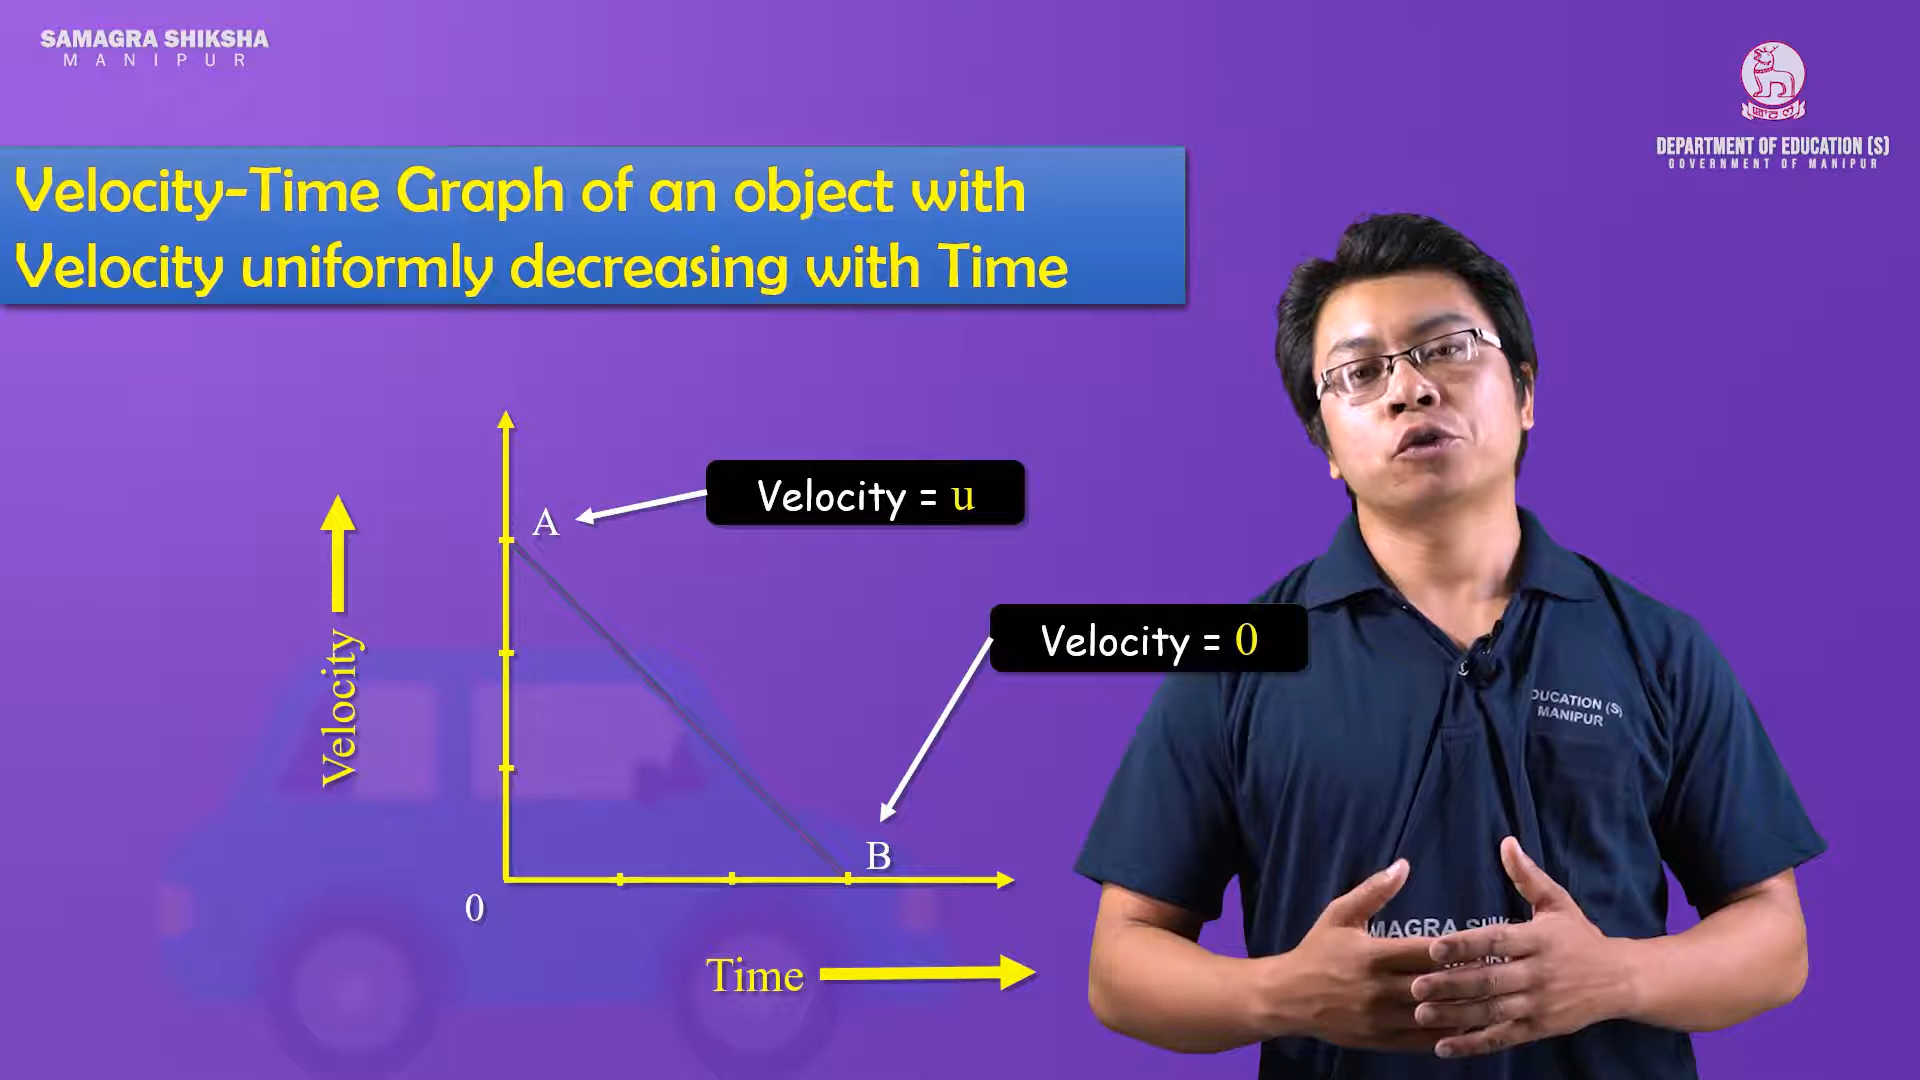 SAMAGRA SHIKSHA
MANIPUR
DEPARTMENT OF EDUCATION (S)
GOVERNMENT OF MANIPUR
Velocity-Time Graph of an object with
Velocity uniformly decreasing with Time
Velocity = u
A
Velocity = 0
Velocity
B
0
Time
DUCATION (S)
MANIPUR
MAGRA